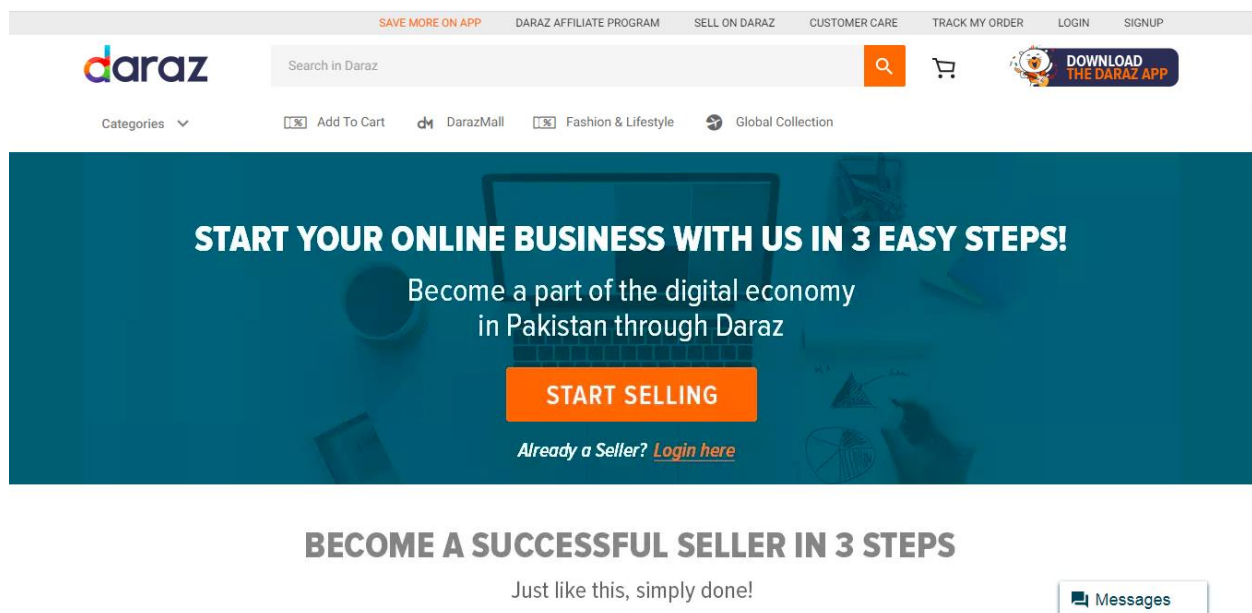 SAVE MORE ON APP DARAZ AFFILIATE PROGRAM SELL ON DARAZ CUSTOMER CARE TRACK MY ORDER LOGIN SIGNUP
daraz
Search in Daraz
DOWNLOAD
THE DARAZ APP
Categories % Add To Cart dM DarazMall % Fashion & Lifestyle Global Collection
START YOUR ONLINE BUSINESS WITH US IN 3 EASY STEPS!
Become a part of the digital economy
in Pakistan through Daraz
START SELLING
Already a Seller? Login here
BECOME A SUCCESSFUL SELLER IN 3 STEPS
Just like this, simply done!
Messages